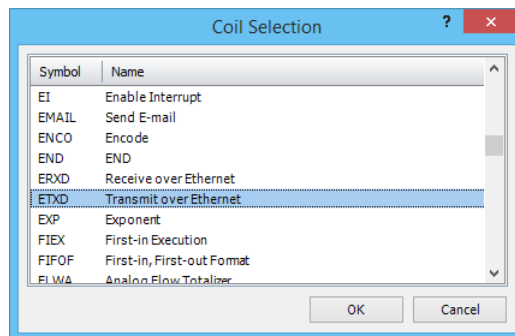 Coil Selection ?
Symbol Name
EI Enable Interrupt
EMAIL Send E-mail
ENCO Encode
END END
ERXD Receive over Ethernet
ETXD Transmit over Ethernet
EXP Exponent
FIEX First-in Execution
FIFOF First-in, First-out Format
FLWA Analog Flow Totalizer
OK Cancel